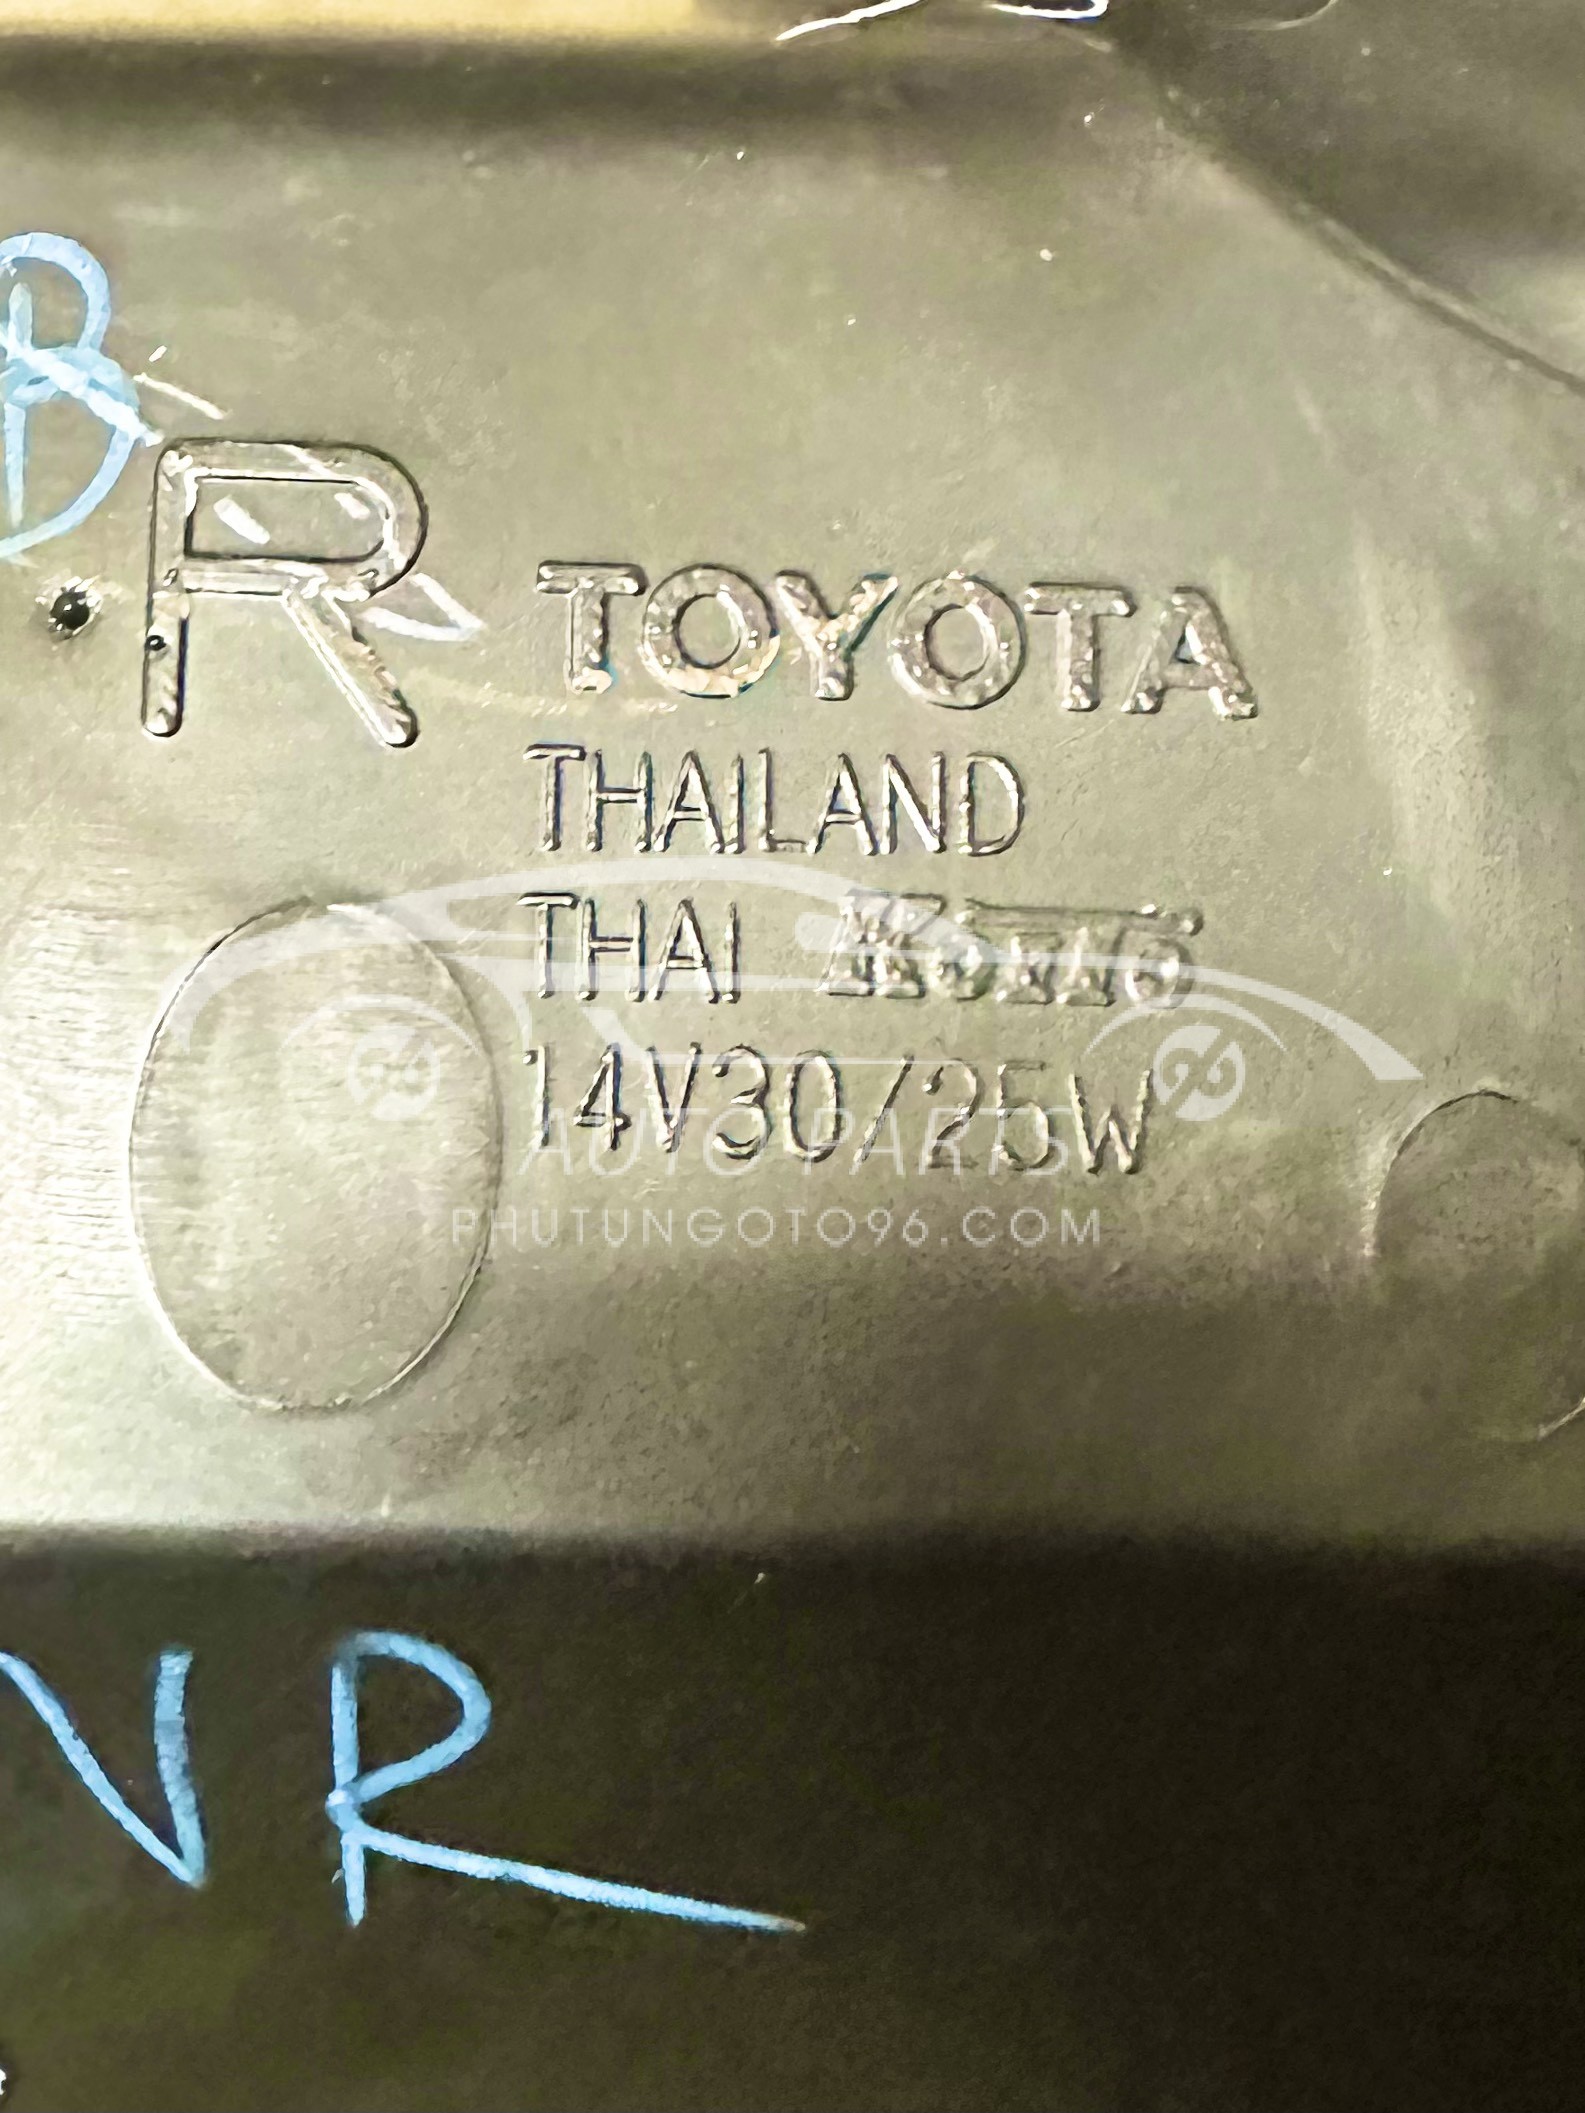 B
R TOYOTA
THAILAND
THAI
14V30/25W
AUTO PARTS
PHUTUNGOTO96.COM
VR